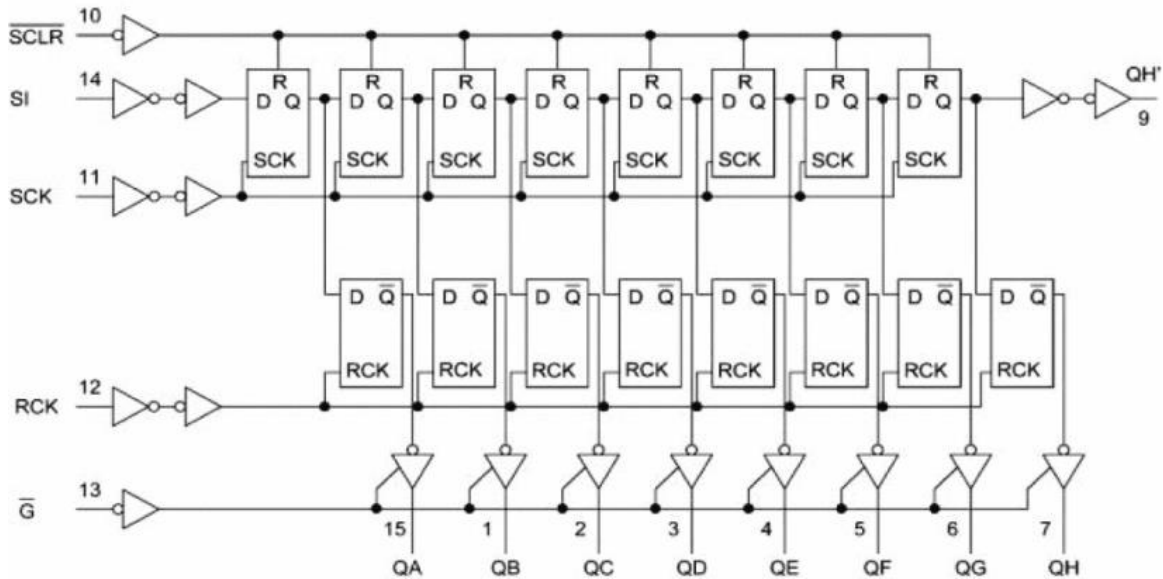 10
S̅C̅L̅R̅
R R R R R R R R
14
SI
D Q D Q D Q D Q D Q D Q D Q D Q
QH'
9
SCK SCK SCK SCK SCK SCK SCK SCK
11
SCK
D Q̅ D Q̅ D Q̅ D Q̅ D Q̅ D Q̅ D Q̅ D Q̅
RCK RCK RCK RCK RCK RCK RCK RCK
12
RCK
13
G̅
15 1 2 3 4 5 6 7
QA QB QC QD QE QF QG QH